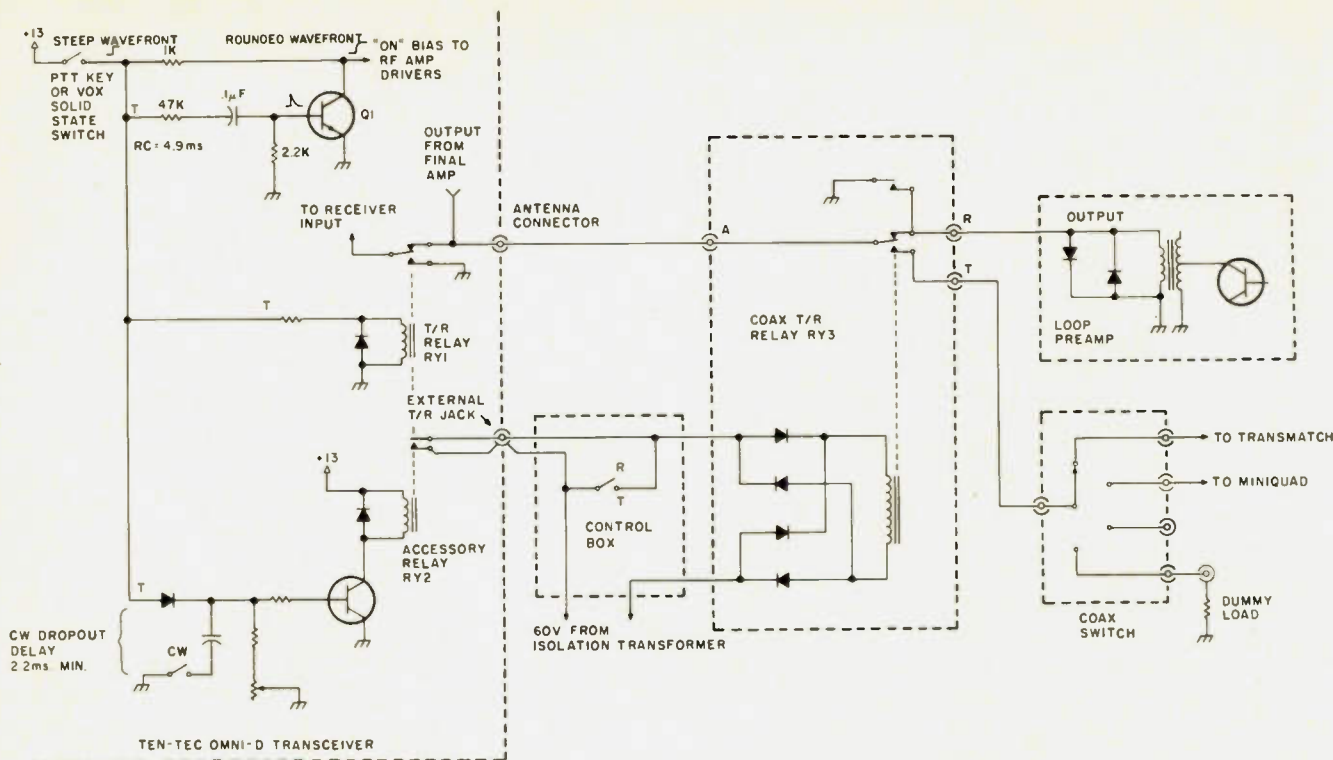 +13
STEEP WAVEFRONT
1K
ROUNDED WAVEFRONT
"ON" BIAS TO
RF AMP
DRIVERS
PTT KEY
OR VOX
SOLID
STATE
SWITCH
T
47K
.1µF
Q1
RC = 4.9ms
2.2K
OUTPUT
FROM
FINAL
AMP
TO RECEIVER
INPUT
ANTENNA
CONNECTOR
A
R
T
OUTPUT
LOOP
PREAMP
T
T/R
RELAY
RY1
COAX T/R
RELAY RY3
EXTERNAL
T/R JACK
+13
R
T
CONTROL
BOX
ACCESSORY
RELAY
RY2
TO TRANSMATCH
TO MINIQUAD
T
CW DROPOUT
DELAY
2.2ms MIN.
CW
60V FROM
ISOLATION TRANSFORMER
COAX
SWITCH
DUMMY
LOAD
TEN-TEC OMNI-D TRANSCEIVER